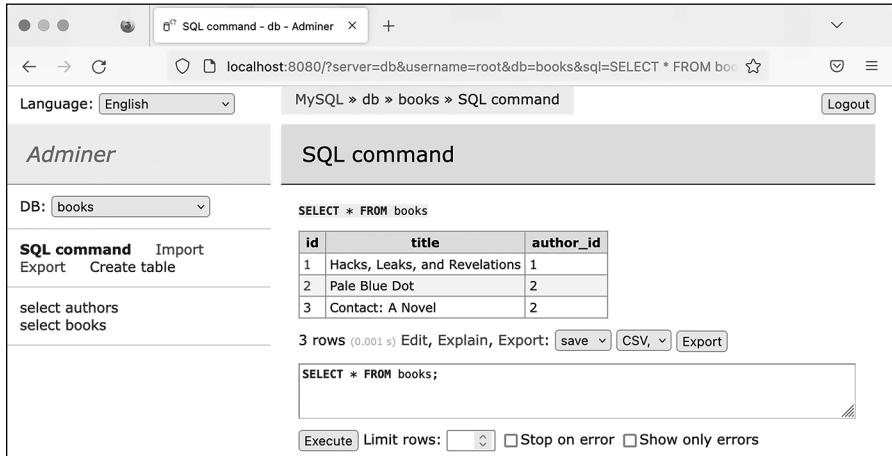 SQL command - db - Adminer
localhost:8080/?server=db&username=root&db=books&sql=SELECT * FROM boo
Language: English
MySQL » db » books » SQL command
Logout
Adminer
SQL command
DB: books
SQL command Import
Export Create table
select authors
select books
SELECT * FROM books
id title author_id
1 Hacks, Leaks, and Revelations 1
2 Pale Blue Dot 2
3 Contact: A Novel 2
3 rows (0.001 s) Edit, Explain, Export: save CSV, Export
SELECT * FROM books;
Execute Limit rows: Stop on error Show only errors